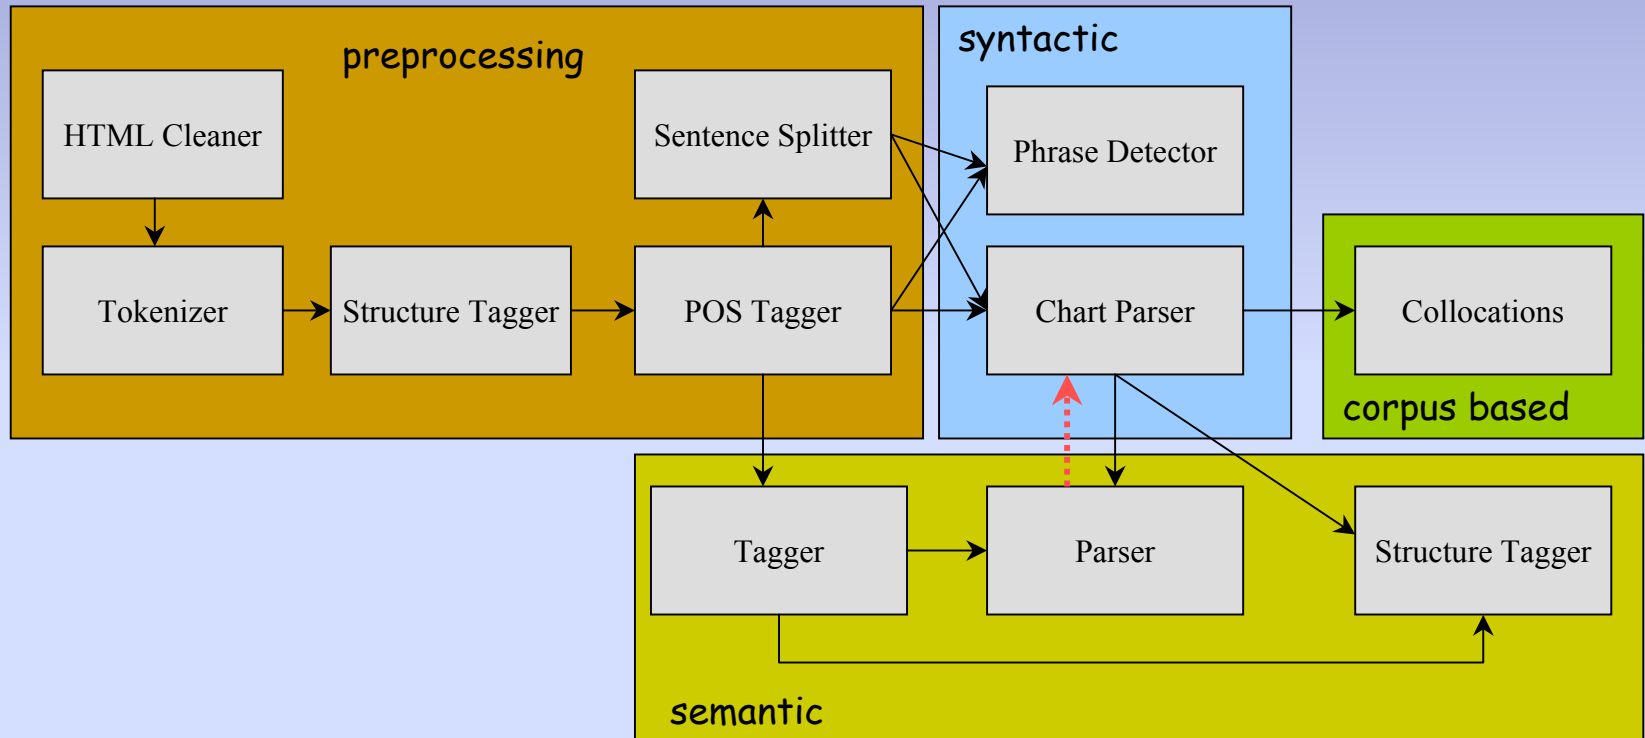 preprocessing
HTML Cleaner
Sentence Splitter
Tokenizer
Structure Tagger
POS Tagger
syntactic
Phrase Detector
Chart Parser
Collocations
corpus based
Tagger
Parser
Structure Tagger
semantic